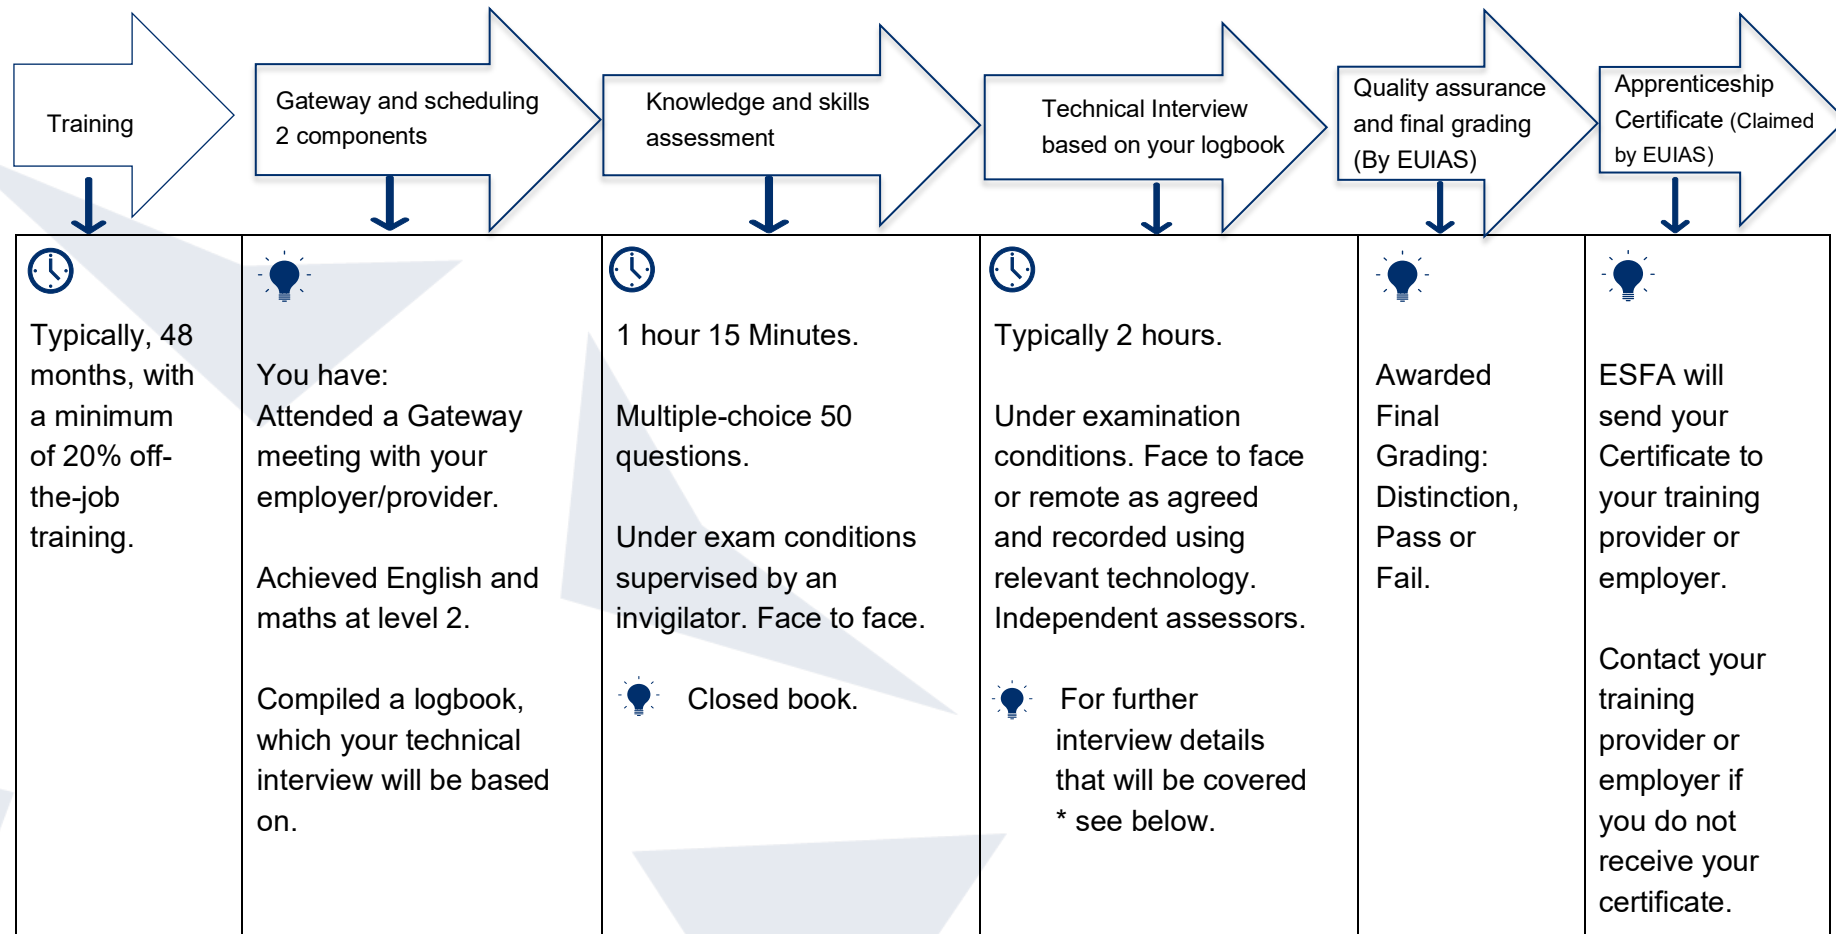 Training
Gateway and scheduling
2 components
Knowledge and skills
assessment
Technical Interview
based on your logbook
Quality assurance
and final grading
(By EUIAS)
Apprenticeship
Certificate (Claimed
by EUIAS)
Typically, 48
months, with
a minimum
of 20% off-
the-job
training.
You have:
Attended a Gateway
meeting with your
employer/provider.
Achieved English and
maths at level 2.
Compiled a logbook,
which your technical
interview will be based
on.
1 hour 15 Minutes.
Multiple-choice 50
questions.
Under exam conditions
supervised by an
invigilator. Face to face.
Closed book.
Typically 2 hours.
Under examination
conditions. Face to face
or remote as agreed
and recorded using
relevant technology.
Independent assessors.
For further
interview details
that will be covered
* see below.
Awarded
Final
Grading:
Distinction,
Pass or
Fail.
ESFA will
send your
Certificate to
your training
provider or
employer.
Contact your
training
provider or
employer if
you do not
receive your
certificate.